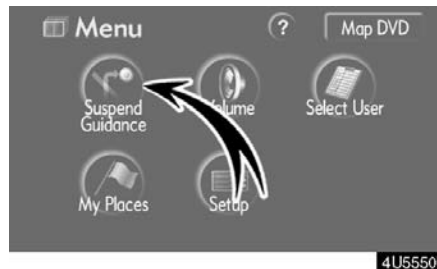 Menu
?
Map DVD
Suspend
Guidance
Volume
Select User
My Places
Setup
4U5550